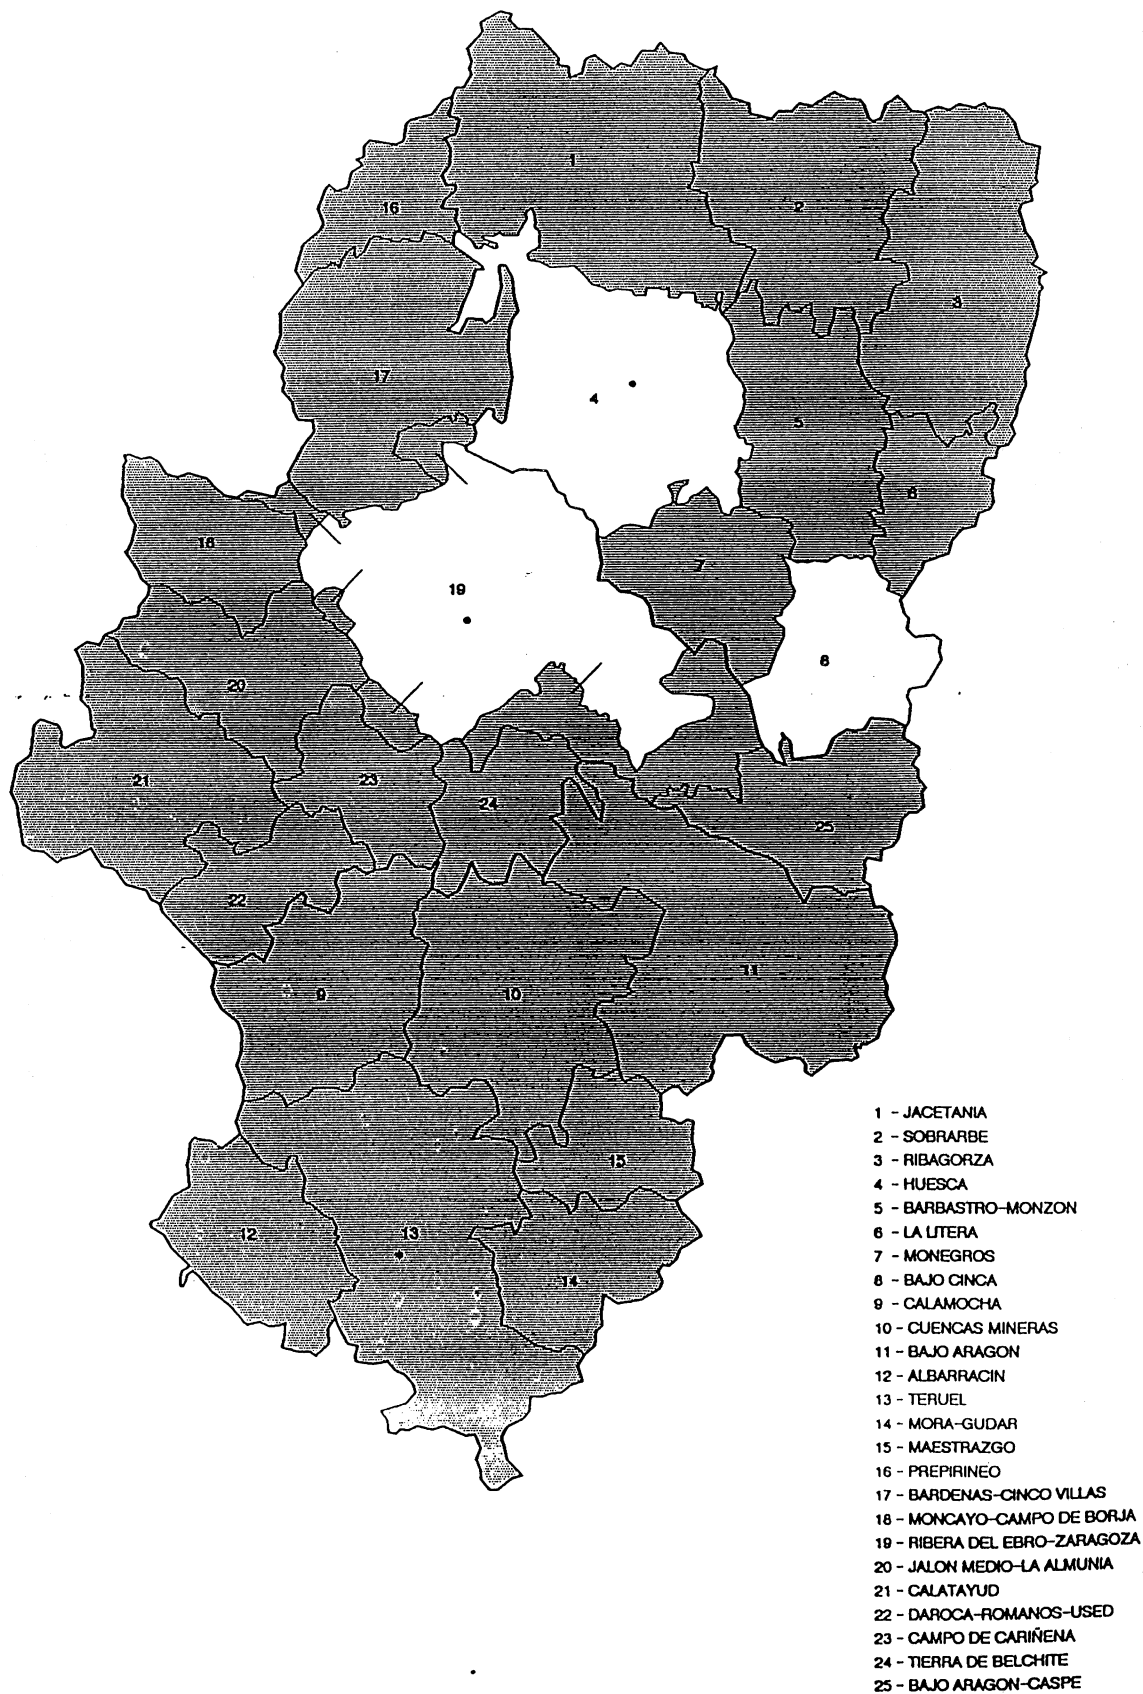 1
16
2
3
17
4
5
6
18
7
19
8
20
21
23
24
25
22
11
9
10
15
12
13
14
1 - JACETANIA
2 - SOBRARBE
3 - RIBAGORZA
4 - HUESCA
5 - BARBASTRO-MONZON
6 - LA LITERA
7 - MONEGROS
8 - BAJO CINCA
9 - CALAMOCHA
10 - CUENCAS MINERAS
11 - BAJO ARAGON
12 - ALBARRACIN
13 - TERUEL
14 - MORA-GUDAR
15 - MAESTRAZGO
16 - PREPIRINEO
17 - BARDENAS-CINCO VILLAS
18 - MONCAYO-CAMPO DE BORJA
19 - RIBERA DEL EBRO-ZARAGOZA
20 - JALON MEDIO-LA ALMUNIA
21 - CALATAYUD
22 - DAROCA-ROMANOS-USED
23 - CAMPO DE CARIÑENA
24 - TIERRA DE BELCHITE
25 - BAJO ARAGON-CASPE